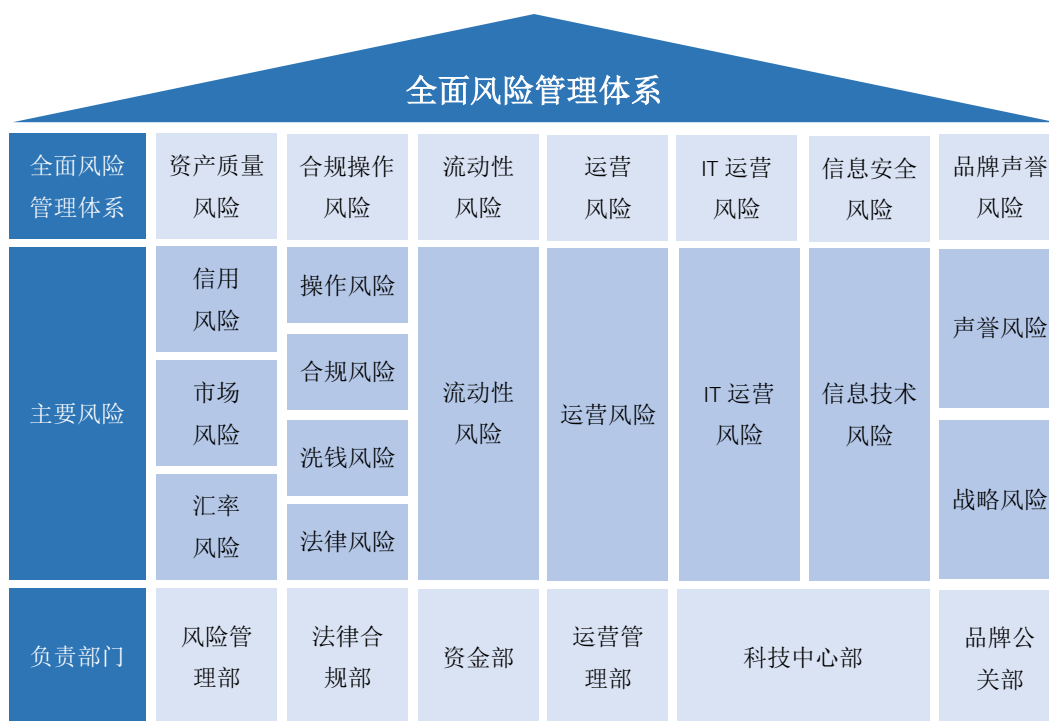 全面风险管理体系
全面风险
管理体系
资产质量
风险
合规操作
风险
流动性
风险
运营
风险
IT 运营
风险
信息安全
风险
品牌声誉
风险
主要风险
信用
风险
市场
风险
汇率
风险
操作风险
合规风险
洗钱风险
法律风险
流动性
风险
运营风险
IT 运营
风险
信息技术
风险
声誉风险
战略风险
负责部门
风险管
理部
法律合
规部
资金部
运营管
理部
科技中心部
品牌公
关部